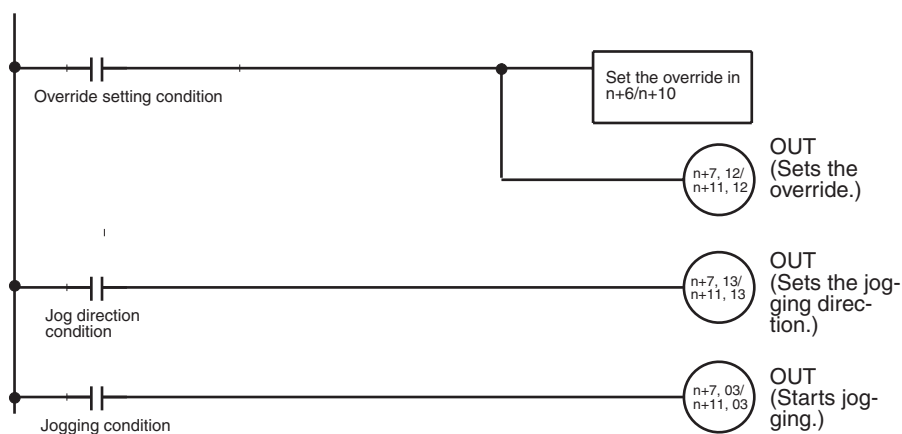 Set the override in
n+6/n+10
Override setting condition
n+7, 12/
n+11, 12
OUT
(Sets the
override.)
n+7, 13/
n+11, 13
OUT
(Sets the jog-
ging direc-
tion.)
Jog direction
condition
n+7, 03/
n+11, 03
OUT
(Starts jog-
ging.)
Jogging condition